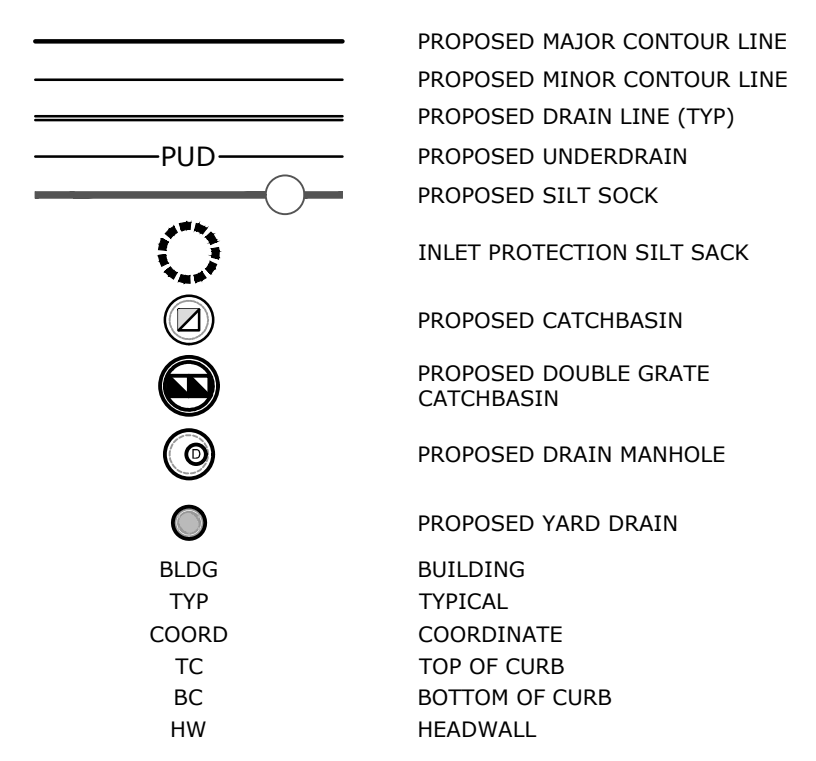 PROPOSED MAJOR CONTOUR LINE
PROPOSED MINOR CONTOUR LINE
PROPOSED DRAIN LINE (TYP)
PUD PROPOSED UNDERDRAIN
PROPOSED SILT SOCK
INLET PROTECTION SILT SACK
PROPOSED CATCHBASIN
PROPOSED DOUBLE GRATE
CATCHBASIN
D PROPOSED DRAIN MANHOLE
PROPOSED YARD DRAIN
BLDG BUILDING
TYP TYPICAL
COORD COORDINATE
TC TOP OF CURB
BC BOTTOM OF CURB
HW HEADWALL